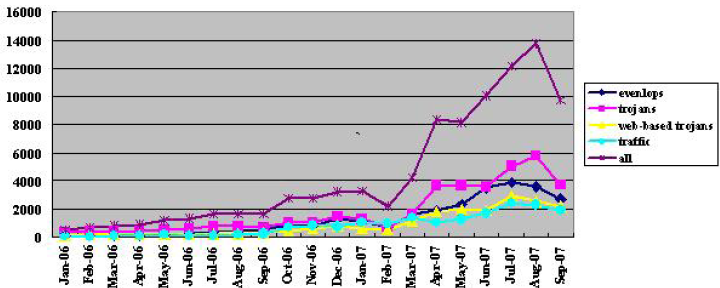 16000
14000
12000
10000
8000
6000
4000
2000
0
Jan-06
Feb-06
Mar-06
Apr-06
May-06
Jun-06
Jul-06
Aug-06
Sep-06
Oct-06
Nov-06
Dec-06
Jan-07
Feb-07
Mar-07
Apr-07
May-07
Jun-07
Jul-07
Aug-07
Sep-07
evenlops
trojans
web-based trojans
traffic
all